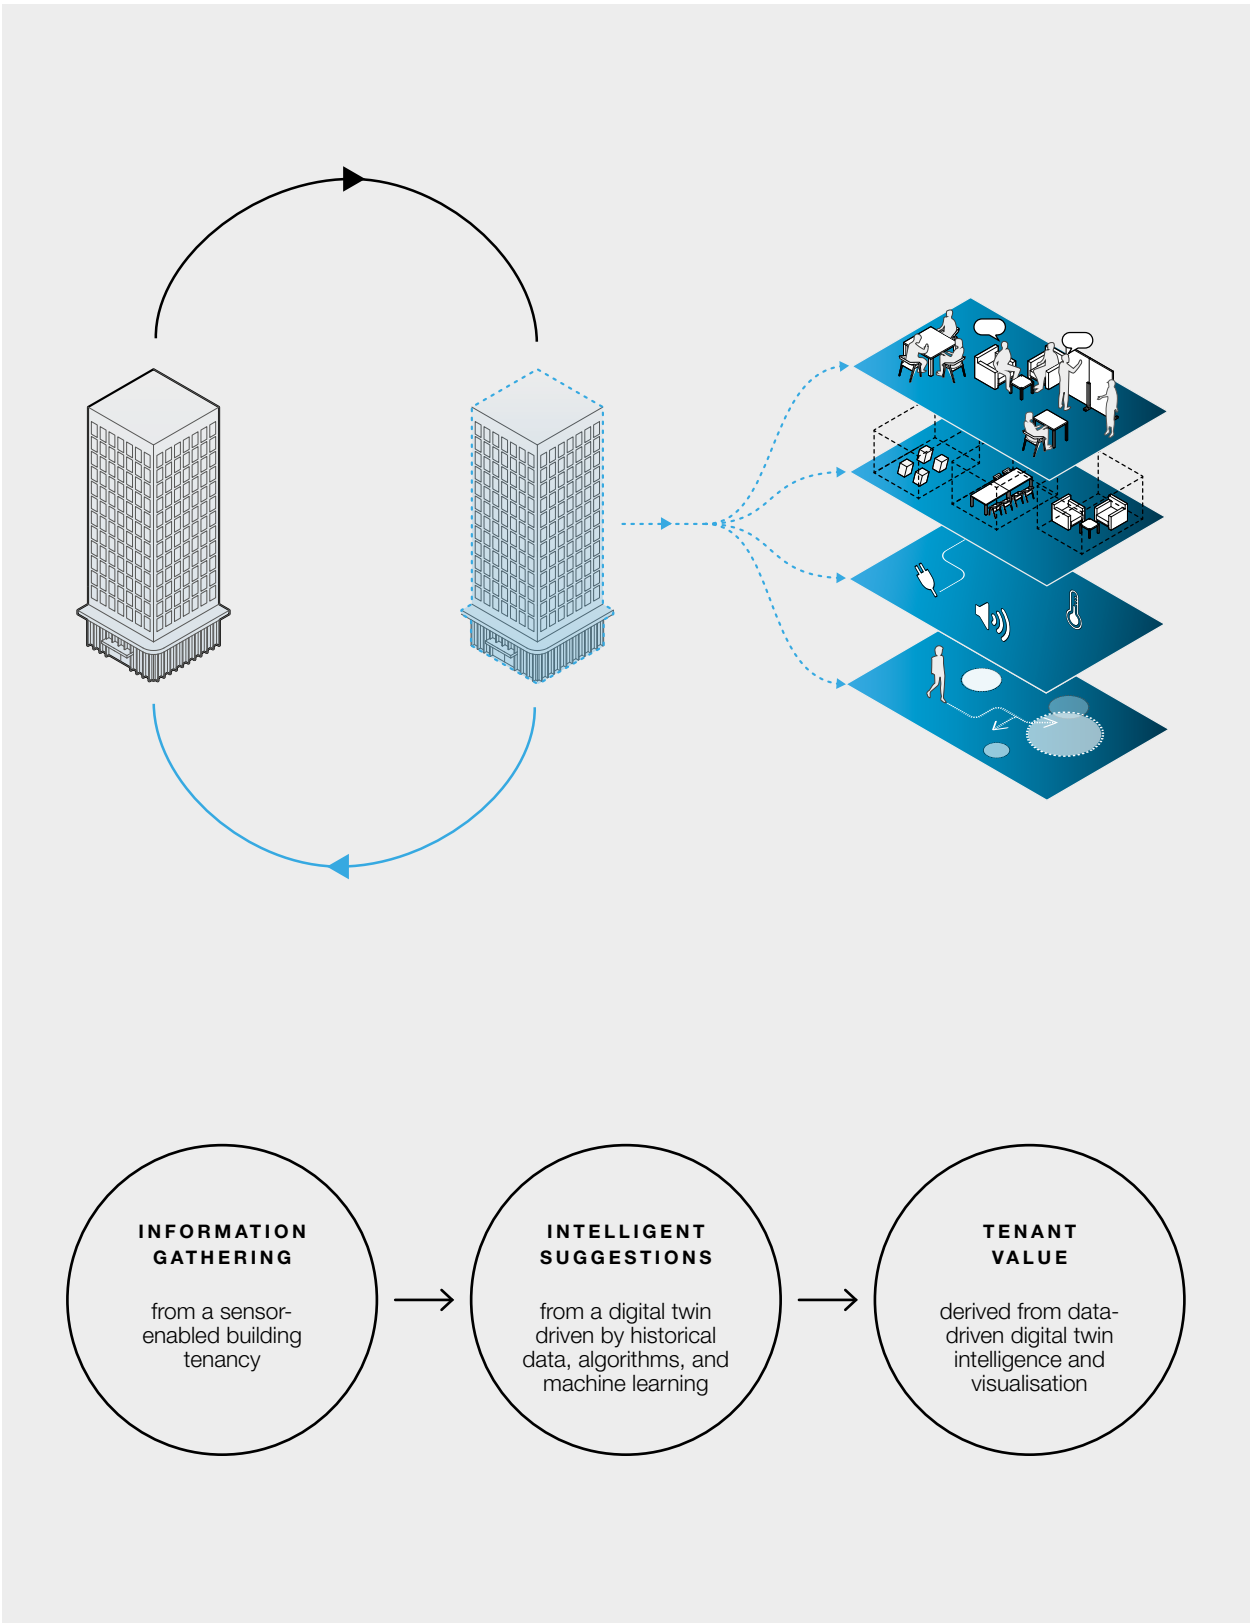 INFORMATION
GATHERING
from a sensor-
enabled building
tenancy
INTELLIGENT
SUGGESTIONS
from a digital twin
driven by historical
data, algorithms, and
machine learning
TENANT
VALUE
derived from data-
driven digital twin
intelligence and
visualisation